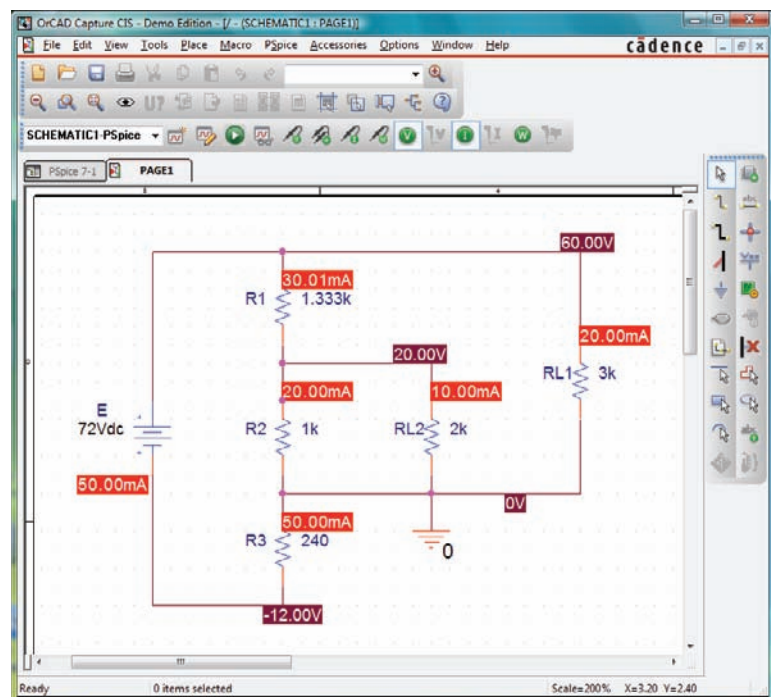 OrCAD Capture CIS - Demo Edition - [/ - (SCHEMATIC1 : PAGE1)]
File Edit View Tools Place Macro PSpice Accessories Options Window Help cādence
U?
SCHEMATIC1-PSpice V I W
PSpice 7-1 PAGE1
60.00V
30.01mA
R1 1.333k
20.00mA
20.00V
RL1 3k
20.00mA 10.00mA
E
72Vdc R2 1k RL2 2k
50.00mA
0V
50.00mA
R3 240
0
-12.00V
Ready 0 items selected Scale=200% X=3.20 Y=2.40